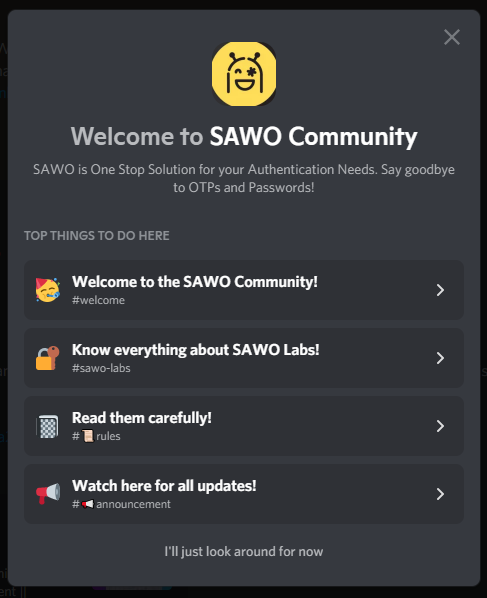 Welcome to SAWO Community
SAWO is One Stop Solution for your Authentication Needs. Say goodbye
to OTPs and Passwords!
TOP THINGS TO DO HERE
Welcome to the SAWO Community!
#welcome
Know everything about SAWO Labs!
#sawo-labs
Read them carefully!
#📜rules
Watch here for all updates!
#📢announcement
I'll just look around for now